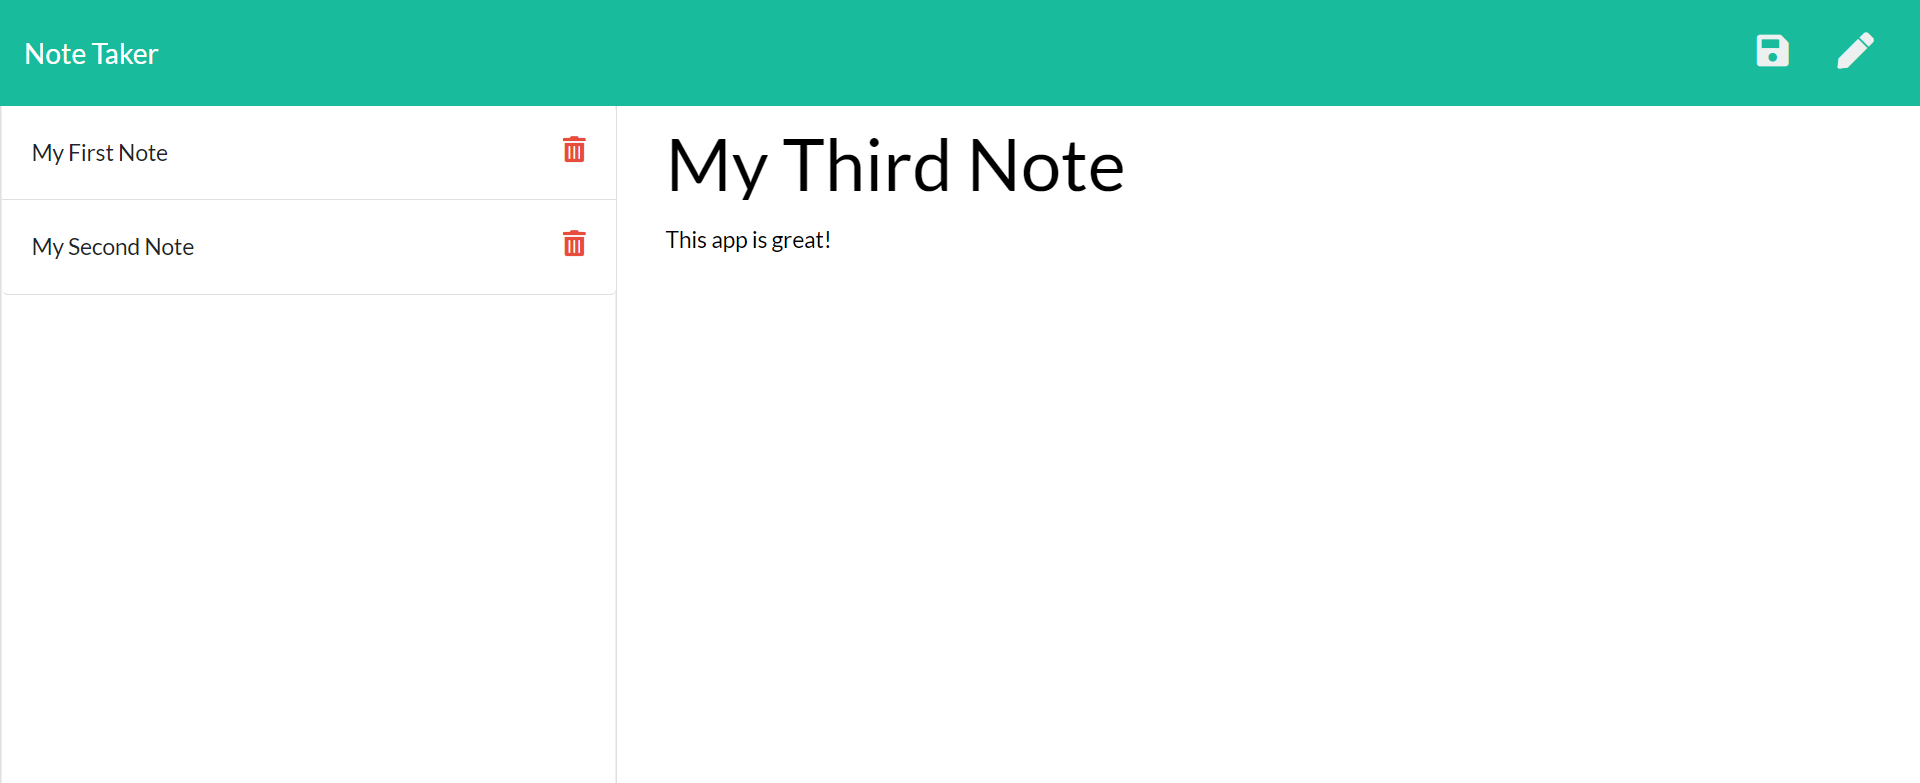 Note Taker
My First Note
My Second Note
My Third Note
This app is great!